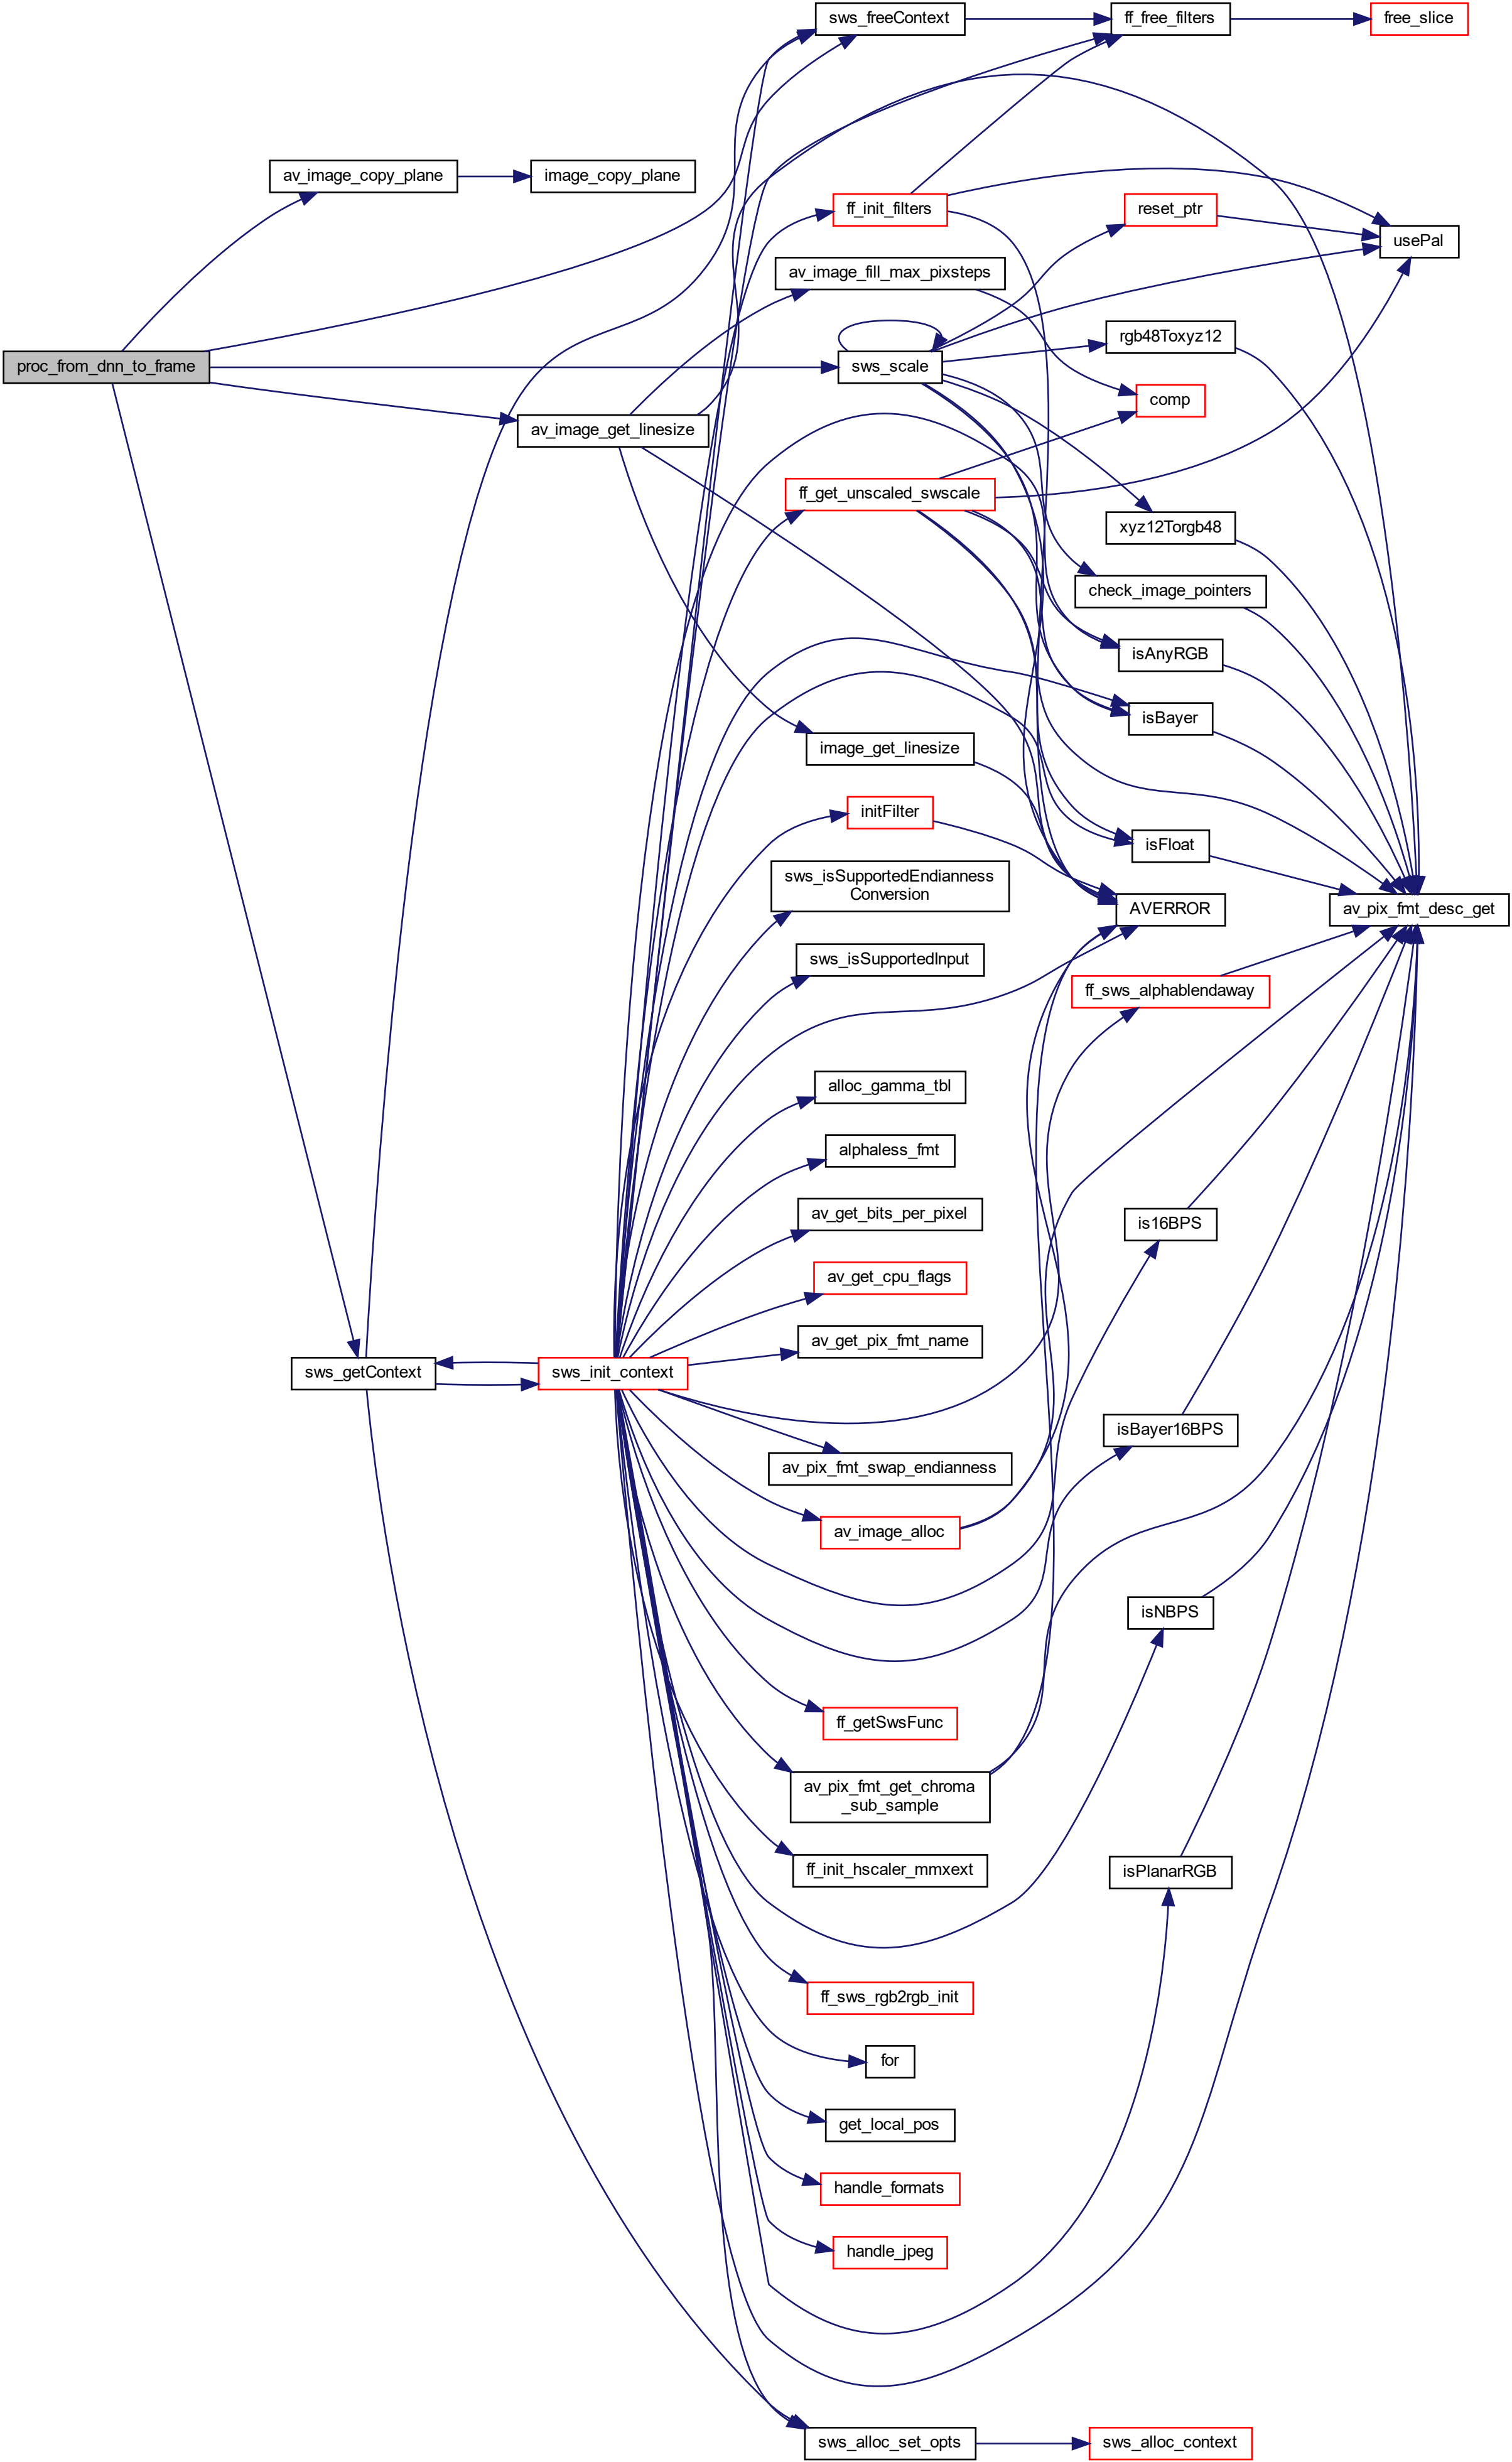 sws_freeContext
ff_free_filters
free_slice
av_image_copy_plane
image_copy_plane
ff_init_filters
reset_ptr
usePal
av_image_fill_max_pixsteps
proc_from_dnn_to_frame
sws_scale
rgb48Toxyz12
comp
av_image_get_linesize
ff_get_unscaled_swscale
xyz12Torgb48
check_image_pointers
isAnyRGB
isBayer
image_get_linesize
initFilter
isFloat
sws_isSupportedEndianness
Conversion
AVERROR
av_pix_fmt_desc_get
sws_isSupportedInput
ff_sws_alphablendaway
alloc_gamma_tbl
alphaless_fmt
av_get_bits_per_pixel
is16BPS
av_get_cpu_flags
av_get_pix_fmt_name
sws_getContext
sws_init_context
isBayer16BPS
av_pix_fmt_swap_endianness
av_image_alloc
isNBPS
ff_getSwsFunc
av_pix_fmt_get_chroma
_sub_sample
ff_init_hscaler_mmxext
isPlanarRGB
ff_sws_rgb2rgb_init
for
get_local_pos
handle_formats
handle_jpeg
sws_alloc_set_opts
sws_alloc_context